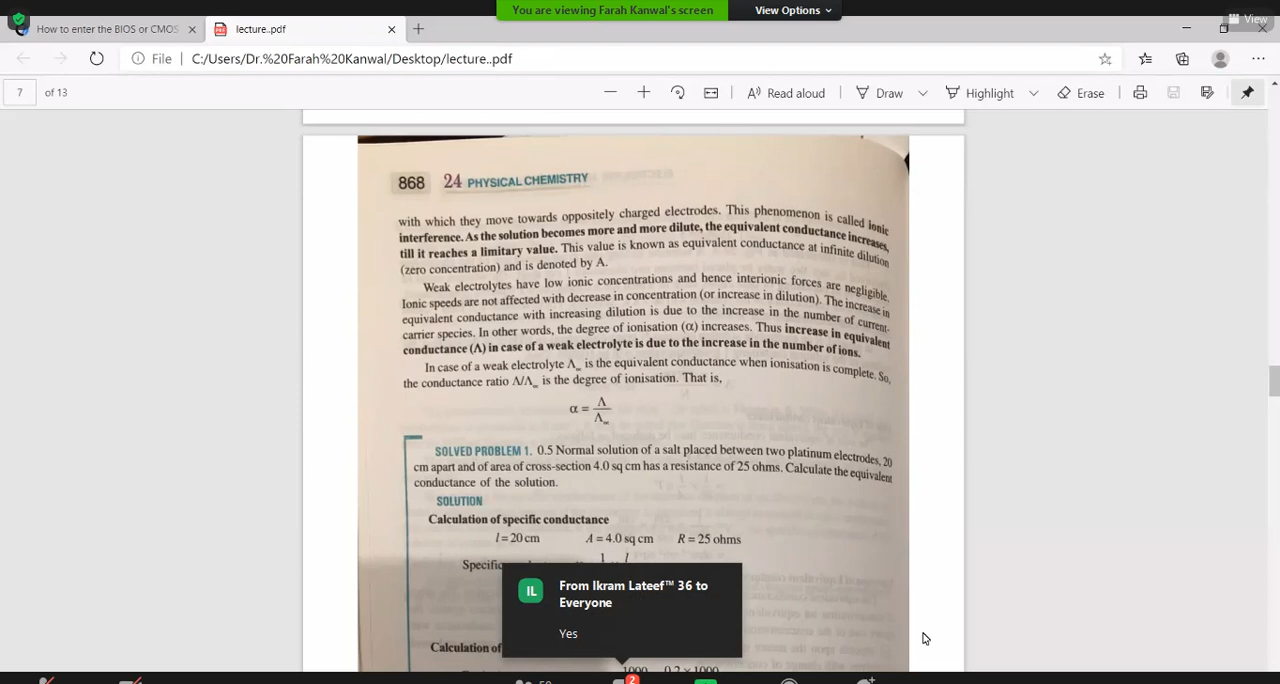 You are viewing Farah Kanwal's screen
View Options
View
How to enter the BIOS or CMOS
lecture..pdf
File
C:/Users/Dr.%20Farah%20Kanwal/Desktop/lecture..pdf
7
of 13
Read aloud
Draw
Highlight
Erase
868 24 PHYSICAL CHEMISTRY
with which they move towards oppositely charged electrodes. This phenomenon is called ionic
interference. As the solution becomes more and more dilute, the equivalent conductance increases,
till it reaches a limitary value. This value is known as equivalent conductance at infinite dilution
(zero concentration) and is denoted by Λ.
Weak electrolytes have low ionic concentrations and hence interionic forces are negligible.
Ionic speeds are not affected with decrease in concentration (or increase in dilution). The increase in
equivalent conductance with increasing dilution is due to the increase in the number of current-
carrier species. In other words, the degree of ionisation (α) increases. Thus increase in equivalent
conductance (Λ) in case of a weak electrolyte is due to the increase in the number of ions.
In case of a weak electrolyte Λ∞ is the equivalent conductance when ionisation is complete. So,
the conductance ratio Λ/Λ∞ is the degree of ionisation. That is,
α = Λ/Λ∞
SOLVED PROBLEM 1. 0.5 Normal solution of a salt placed between two platinum electrodes, 20
cm apart and of area of cross-section 4.0 sq cm has a resistance of 25 ohms. Calculate the equivalent
conductance of the solution.
SOLUTION
Calculation of specific conductance
l = 20 cm A = 4.0 sq cm R = 25 ohms
1 l
IL
From Ikram Lateef™ 36 to
Everyone
Yes
Calculation of
1000 0.2 × 1000
2